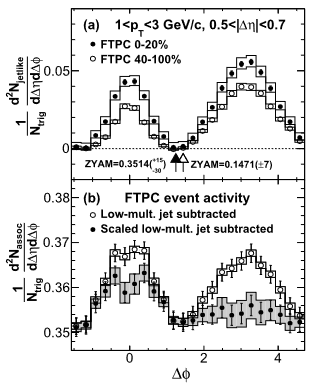 (a) 1<p_T<3 GeV/c, 0.5<|Δη|<0.7
● FTPC 0-20%
○ FTPC 40-100%
1/N_trig d²N_jetlike/dΔηdΔϕ
0.05
0
ZYAM=0.3514(+15 -30) ZYAM=0.1471(±7)
(b) FTPC event activity
○ Low-mult. jet subtracted
● Scaled low-mult. jet subtracted
1/N_trig d²N_assoc/dΔηdΔϕ
0.38
0.37
0.36
0.35
0 2 4
Δϕ